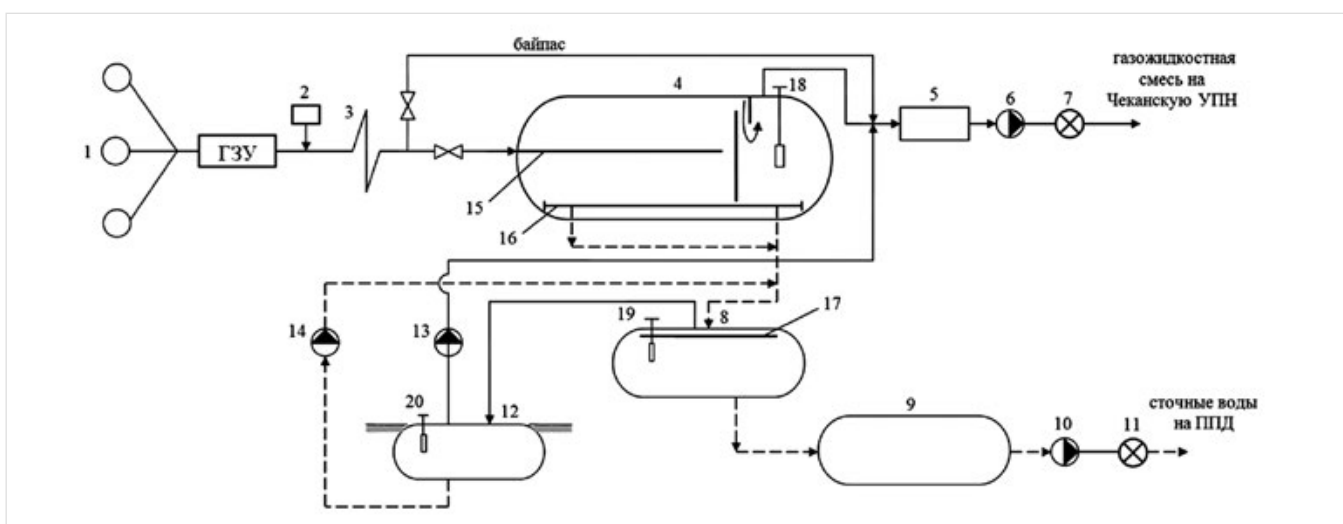 байпас
газожидкостная
смесь на
Чеканскую УПН
1
ГЗУ
2
3
4
18
5
6
7
15
16
14
13
19
8
17
20
12
9
10
11
сточные воды
на ППД